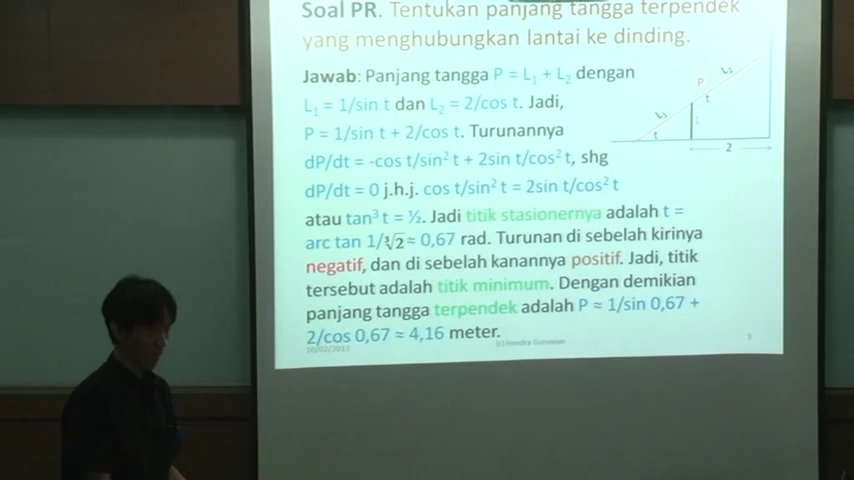 Soal PR. Tentukan panjang tangga terpendek
yang menghubungkan lantai ke dinding.
Jawab: Panjang tangga P = L₁ + L₂ dengan
L₁ = 1/sin t dan L₂ = 2/cos t. Jadi,
P = 1/sin t + 2/cos t. Turunannya
dP/dt = -cos t/sin² t + 2sin t/cos² t, shg
dP/dt = 0 j.h.j. cos t/sin² t = 2sin t/cos² t
atau tan³ t = ½. Jadi titik stasionernya adalah t =
arc tan 1/∛2 ≈ 0,67 rad. Turunan di sebelah kirinya
negatif, dan di sebelah kanannya positif. Jadi, titik
tersebut adalah titik minimum. Dengan demikian
panjang tangga terpendek adalah P ≈ 1/sin 0,67 +
2/cos 0,67 ≈ 4,16 meter.
L₂
P
t
L₁
t
2
10/02/2013
(c) Hendra Gunawan